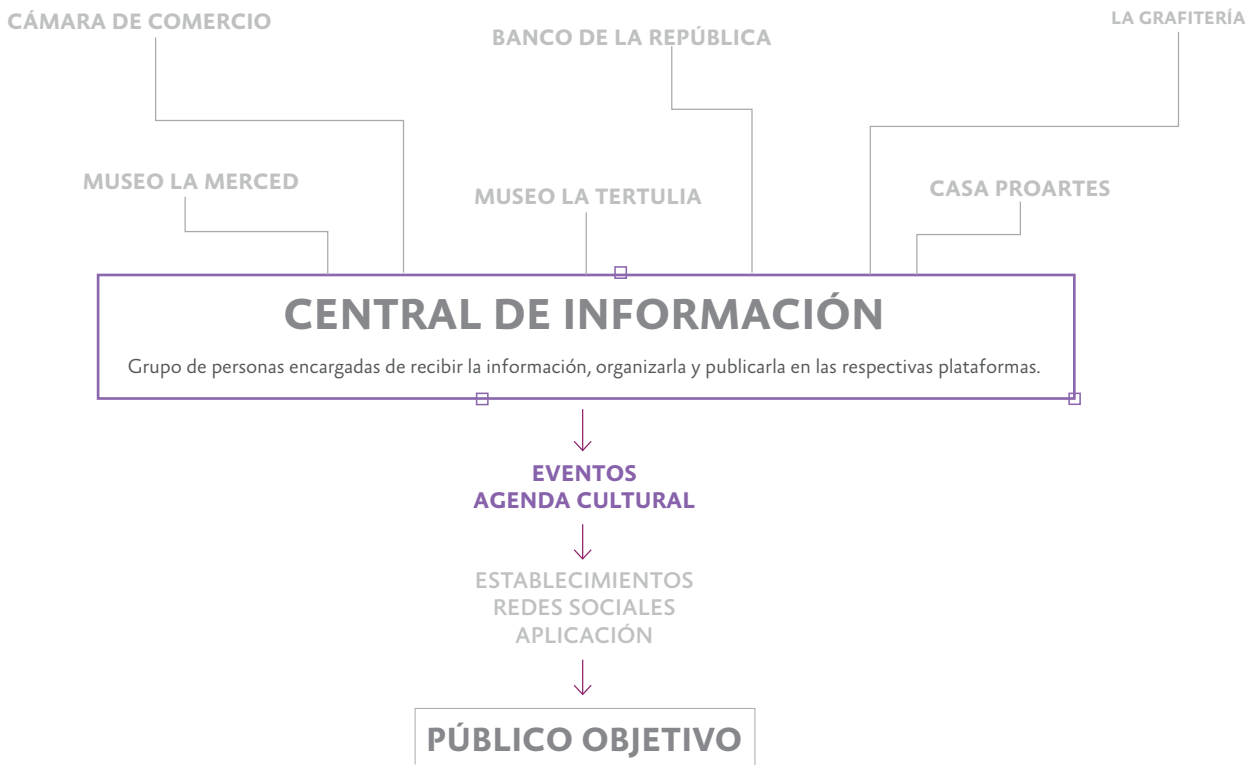 CÁMARA DE COMERCIO
BANCO DE LA REPÚBLICA
LA GRAFITERÍA
MUSEO LA MERCED
MUSEO LA TERTULIA
CASA PROARTES
CENTRAL DE INFORMACIÓN
Grupo de personas encargadas de recibir la información, organizarla y publicarla en las respectivas plataformas.
EVENTOS
AGENDA CULTURAL
ESTABLECIMIENTOS
REDES SOCIALES
APLICACIÓN
PÚBLICO OBJETIVO